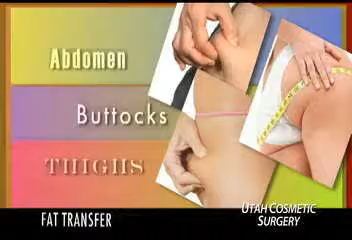 Abdomen
Buttocks
THIGHS
FAT TRANSFER
UTAH COSMETIC
SURGERY